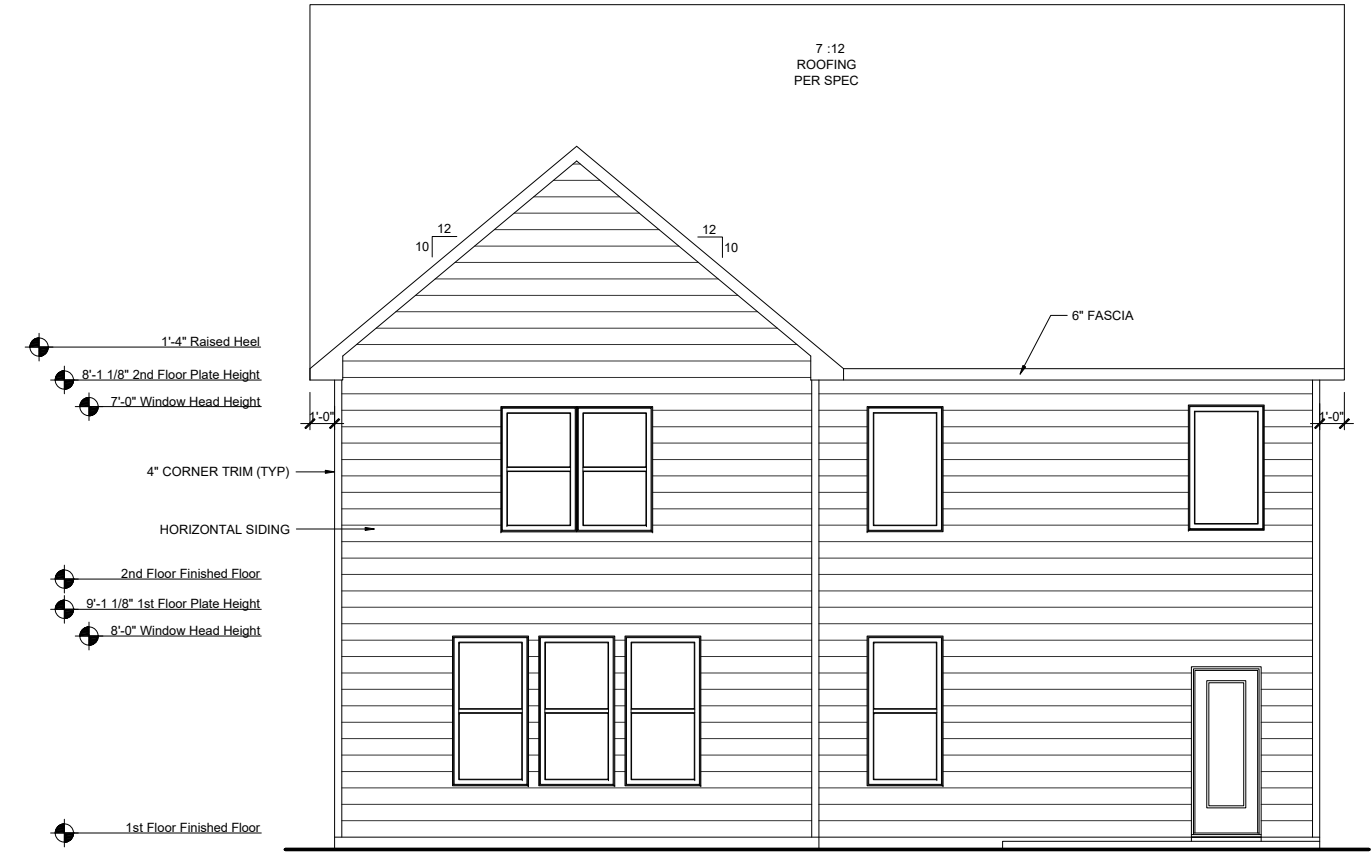 7 :12
ROOFING
PER SPEC
12
10
12
10
6" FASCIA
1'-4" Raised Heel
8'-1 1/8" 2nd Floor Plate Height
7'-0" Window Head Height
1'-0"
1'-0"
4" CORNER TRIM (TYP)
HORIZONTAL SIDING
2nd Floor Finished Floor
9'-1 1/8" 1st Floor Plate Height
8'-0" Window Head Height
1st Floor Finished Floor